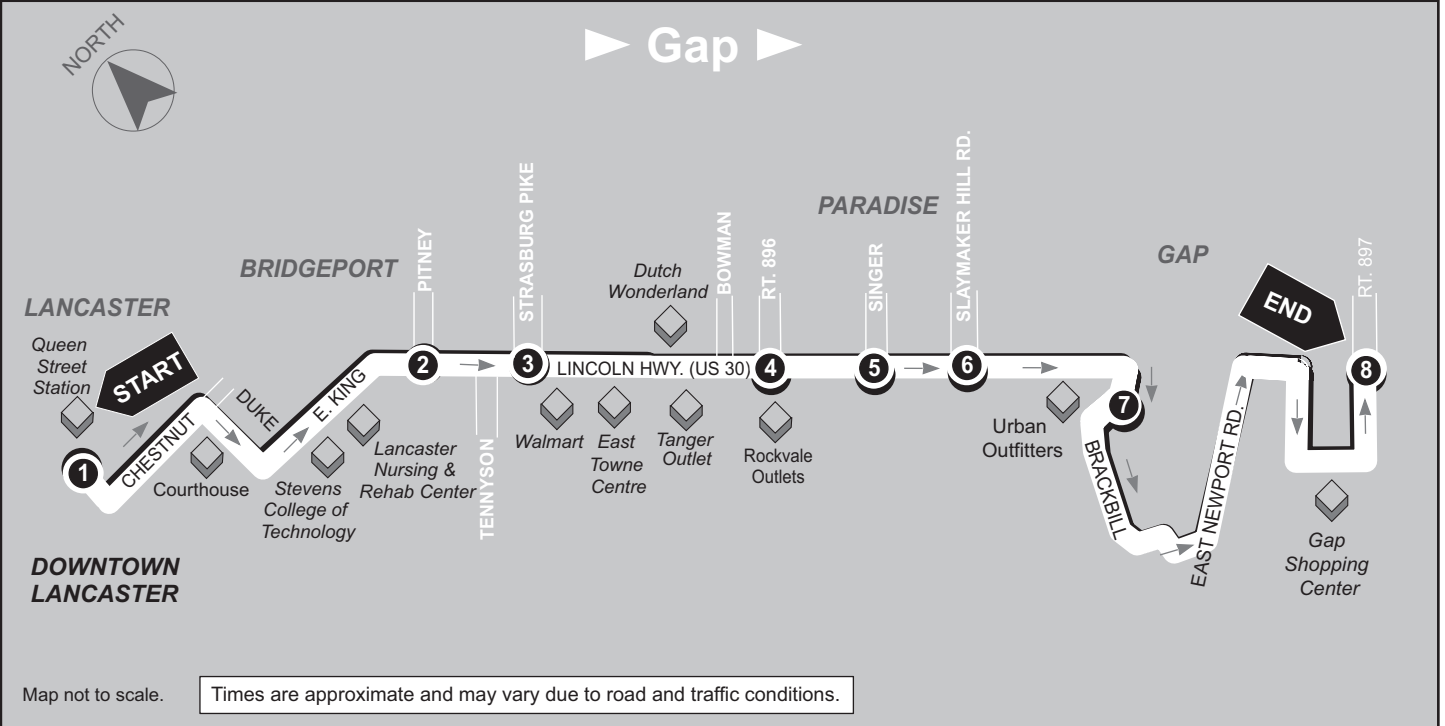 NORTH
Gap
LANCASTER
Queen
Street
Station
START
1
DOWNTOWN
LANCASTER
CHESTNUT
DUKE
Courthouse
E. KING
Stevens
College of
Technology
Lancaster
Nursing &
Rehab Center
BRIDGEPORT
PITNEY
2
TENNYSON
STRASBURG PIKE
3
LINCOLN HWY. (US 30)
Walmart
East
Towne
Centre
Dutch
Wonderland
Tanger
Outlet
BOWMAN
RT. 896
4
Rockvale
Outlets
PARADISE
SINGER
5
SLAYMAKER HILL RD.
6
Urban
Outfitters
7
BRACKBILL
EAST NEWPORT RD.
GAP
END
RT. 897
8
Gap
Shopping
Center
Map not to scale.
Times are approximate and may vary due to road and traffic conditions.